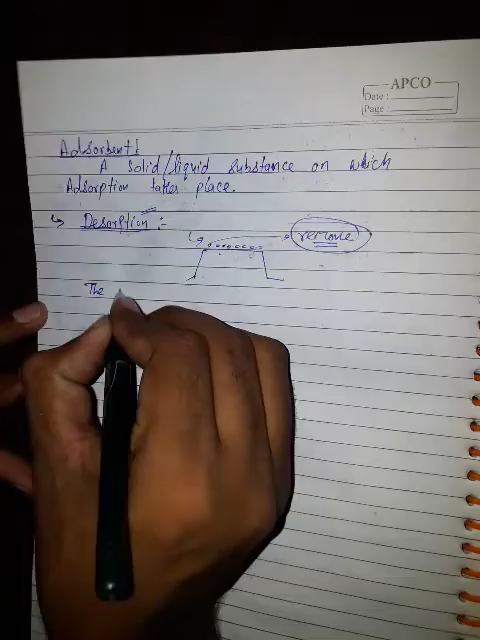 APCO
Date :
Page :
Adsorbent :
A solid/liquid substance on which
Adsorption takes place.
↳ Desorption :-
remove
The